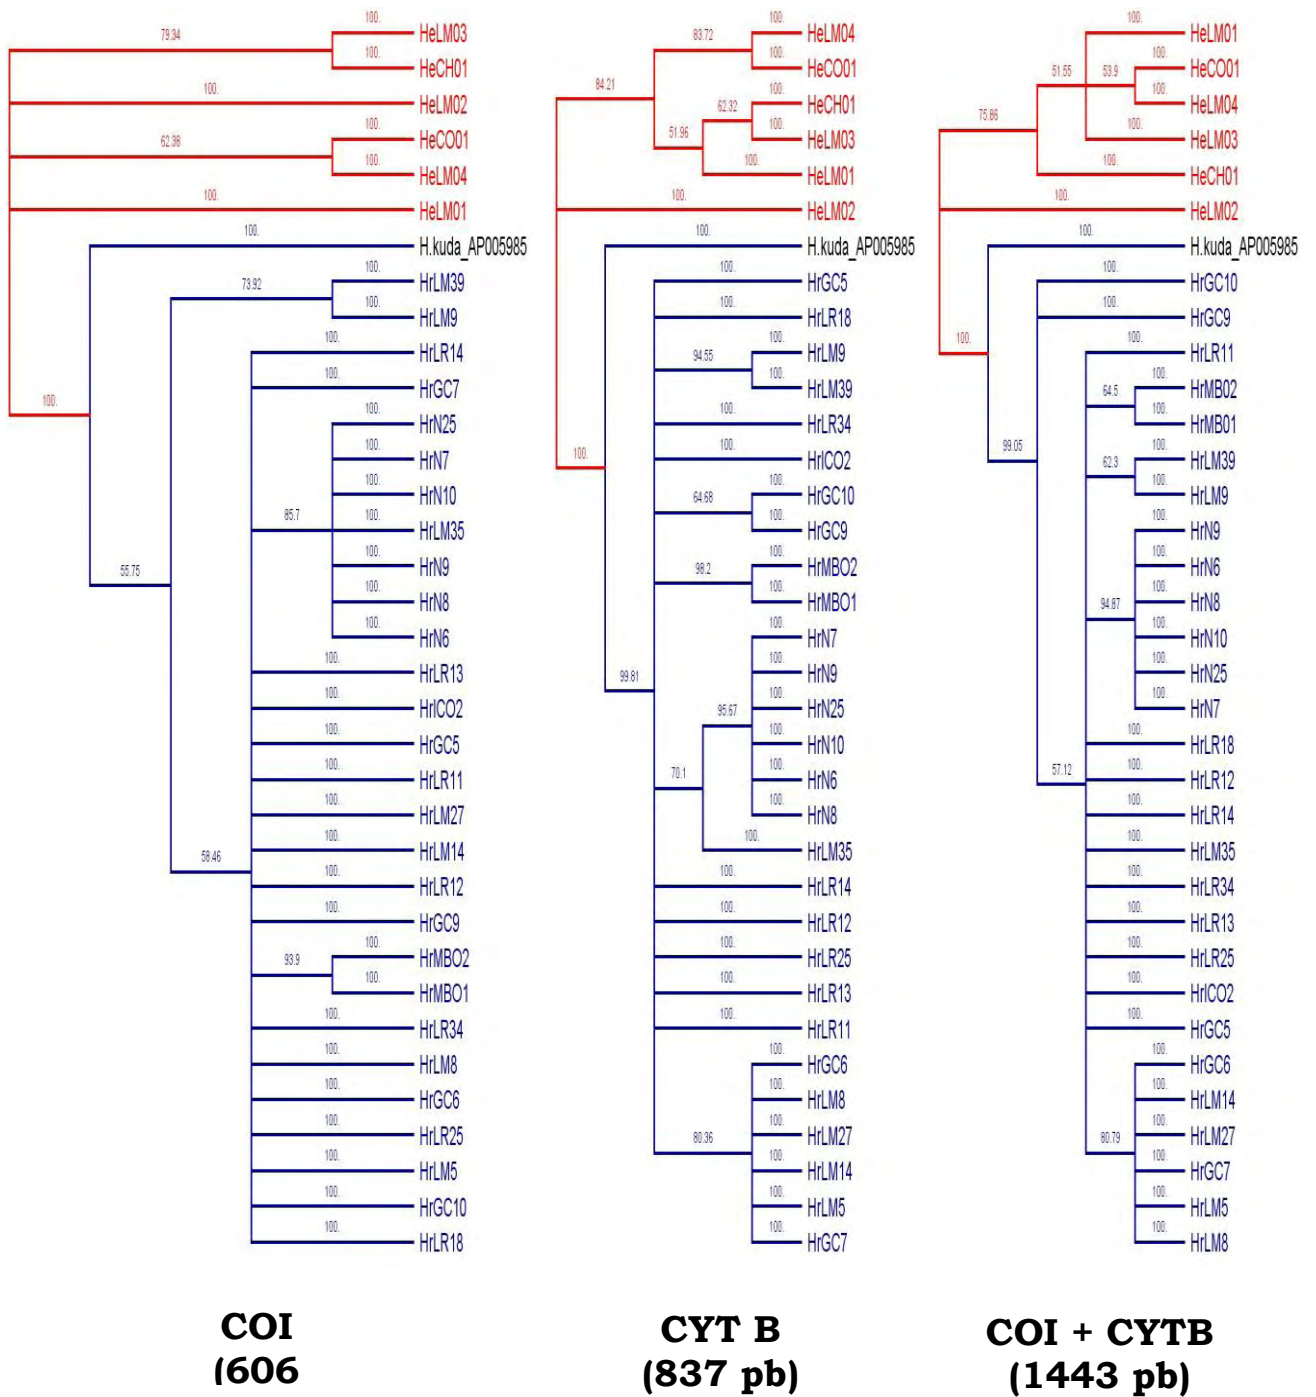 100.
HeLM03
79.34
100.
HeCH01
100.
HeLM02
100.
HeCO01
62.38
100.
HeLM04
100.
HeLM01
100.
H.kuda_AP005985
100.
HrLM39
73.92
100.
HrLM9
100.
HrLR14
100.
HrGC7
100.
100.
HrN25
100.
HrN7
100.
HrN10
85.7
100.
HrLM35
100.
HrN9
55.75
100.
HrN8
100.
HrN6
100.
HrLR13
100.
HrICO2
100.
HrGC5
100.
HrLR11
100.
HrLM27
100.
HrLM14
58.46
100.
HrLR12
100.
HrGC9
100.
HrMBO2
93.9
100.
HrMBO1
100.
HrLR34
100.
HrLM8
100.
HrGC6
100.
HrLR25
100.
HrLM5
100.
HrGC10
100.
HrLR18
COI
(606
100.
HeLM04
83.72
100.
HeCO01
84.21
100.
HeCH01
62.32
100.
HeLM03
51.96
100.
HeLM01
100.
HeLM02
100.
H.kuda_AP005985
100.
HrGC5
100.
HrLR18
100.
HrLM9
94.55
100.
HrLM39
100.
HrLR34
100.
100.
HrICO2
100.
HrGC10
64.68
100.
HrGC9
100.
HrMBO2
98.2
100.
HrMBO1
100.
HrN7
99.81
100.
HrN9
95.67
100.
HrN25
100.
HrN10
70.1
100.
HrN6
100.
HrN8
100.
HrLM35
100.
HrLR14
100.
HrLR12
100.
HrLR25
100.
HrLR13
100.
HrLR11
100.
HrGC6
100.
HrLM8
80.36
100.
HrLM27
100.
HrLM14
100.
HrLM5
100.
HrGC7
CYT B
(837 pb)
100.
HeLM01
51.55
53.9
100.
HeCO01
100.
HeLM04
75.86
100.
HeLM03
100.
HeCH01
100.
HeLM02
100.
H.kuda_AP005985
100.
HrGC10
100.
HrGC9
100.
100.
HrLR11
100.
HrMB02
64.5
100.
HrMB01
99.05
100.
HrLM39
62.3
100.
HrLM9
100.
HrN9
100.
HrN6
94.87
100.
HrN8
100.
HrN10
100.
HrN25
100.
HrN7
100.
HrLR18
57.12
100.
HrLR12
100.
HrLR14
100.
HrLM35
100.
HrLR34
100.
HrLR13
100.
HrLR25
100.
HrICO2
100.
HrGC5
100.
HrGC6
100.
HrLM14
80.79
100.
HrLM27
100.
HrGC7
100.
HrLM5
100.
HrLM8
COI + CYTB
(1443 pb)